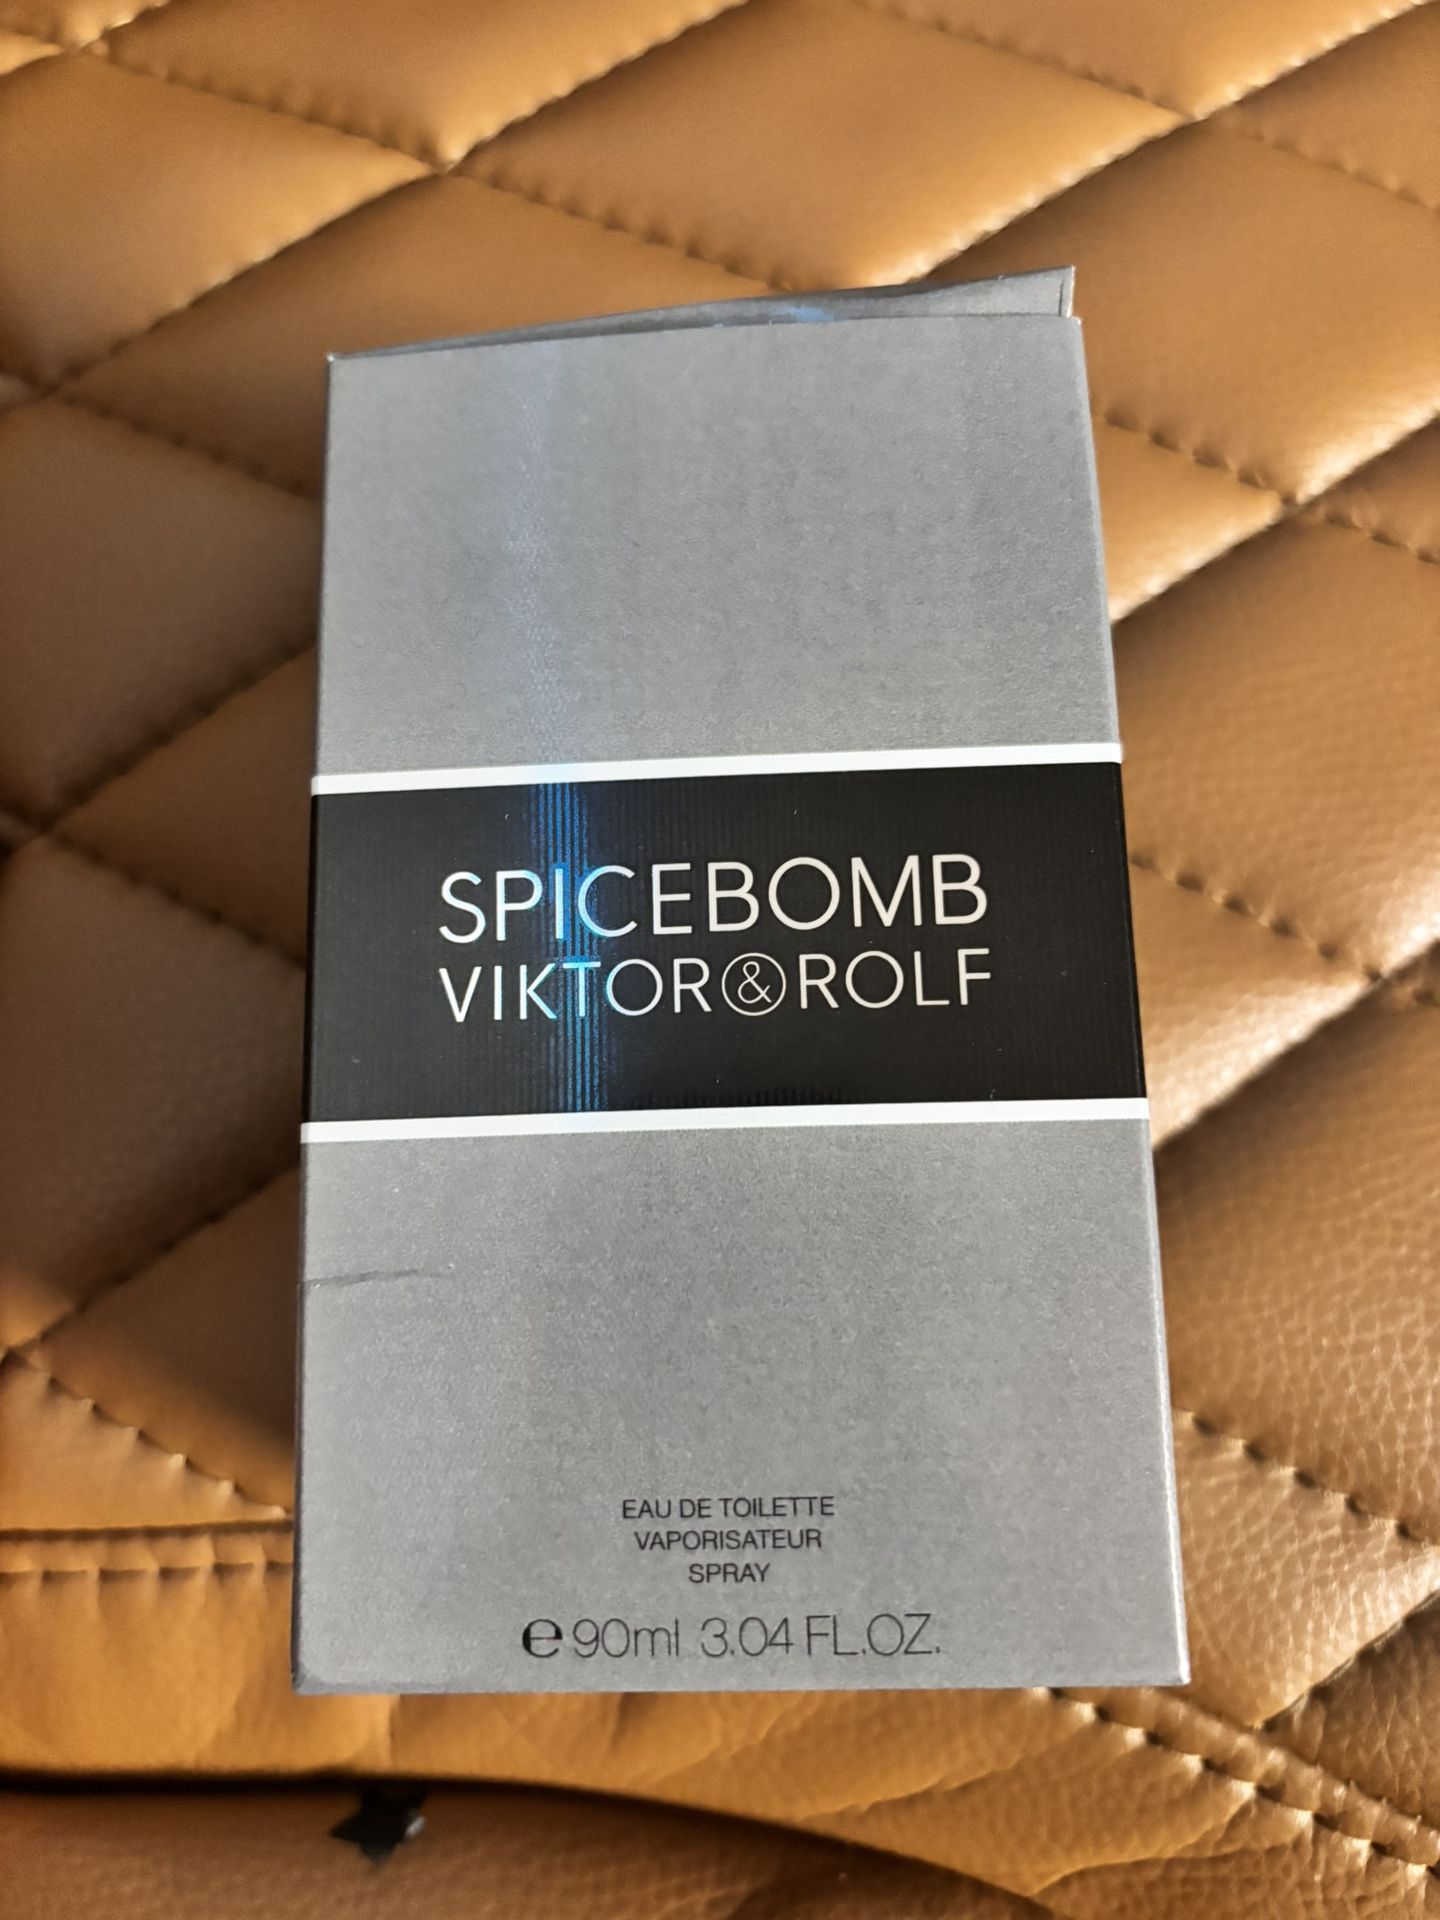 SPICEBOMB
VIKTOR&ROLF
EAU DE TOILETTE
VAPORISATEUR
SPRAY
℮90ml 3.04 FL.OZ.